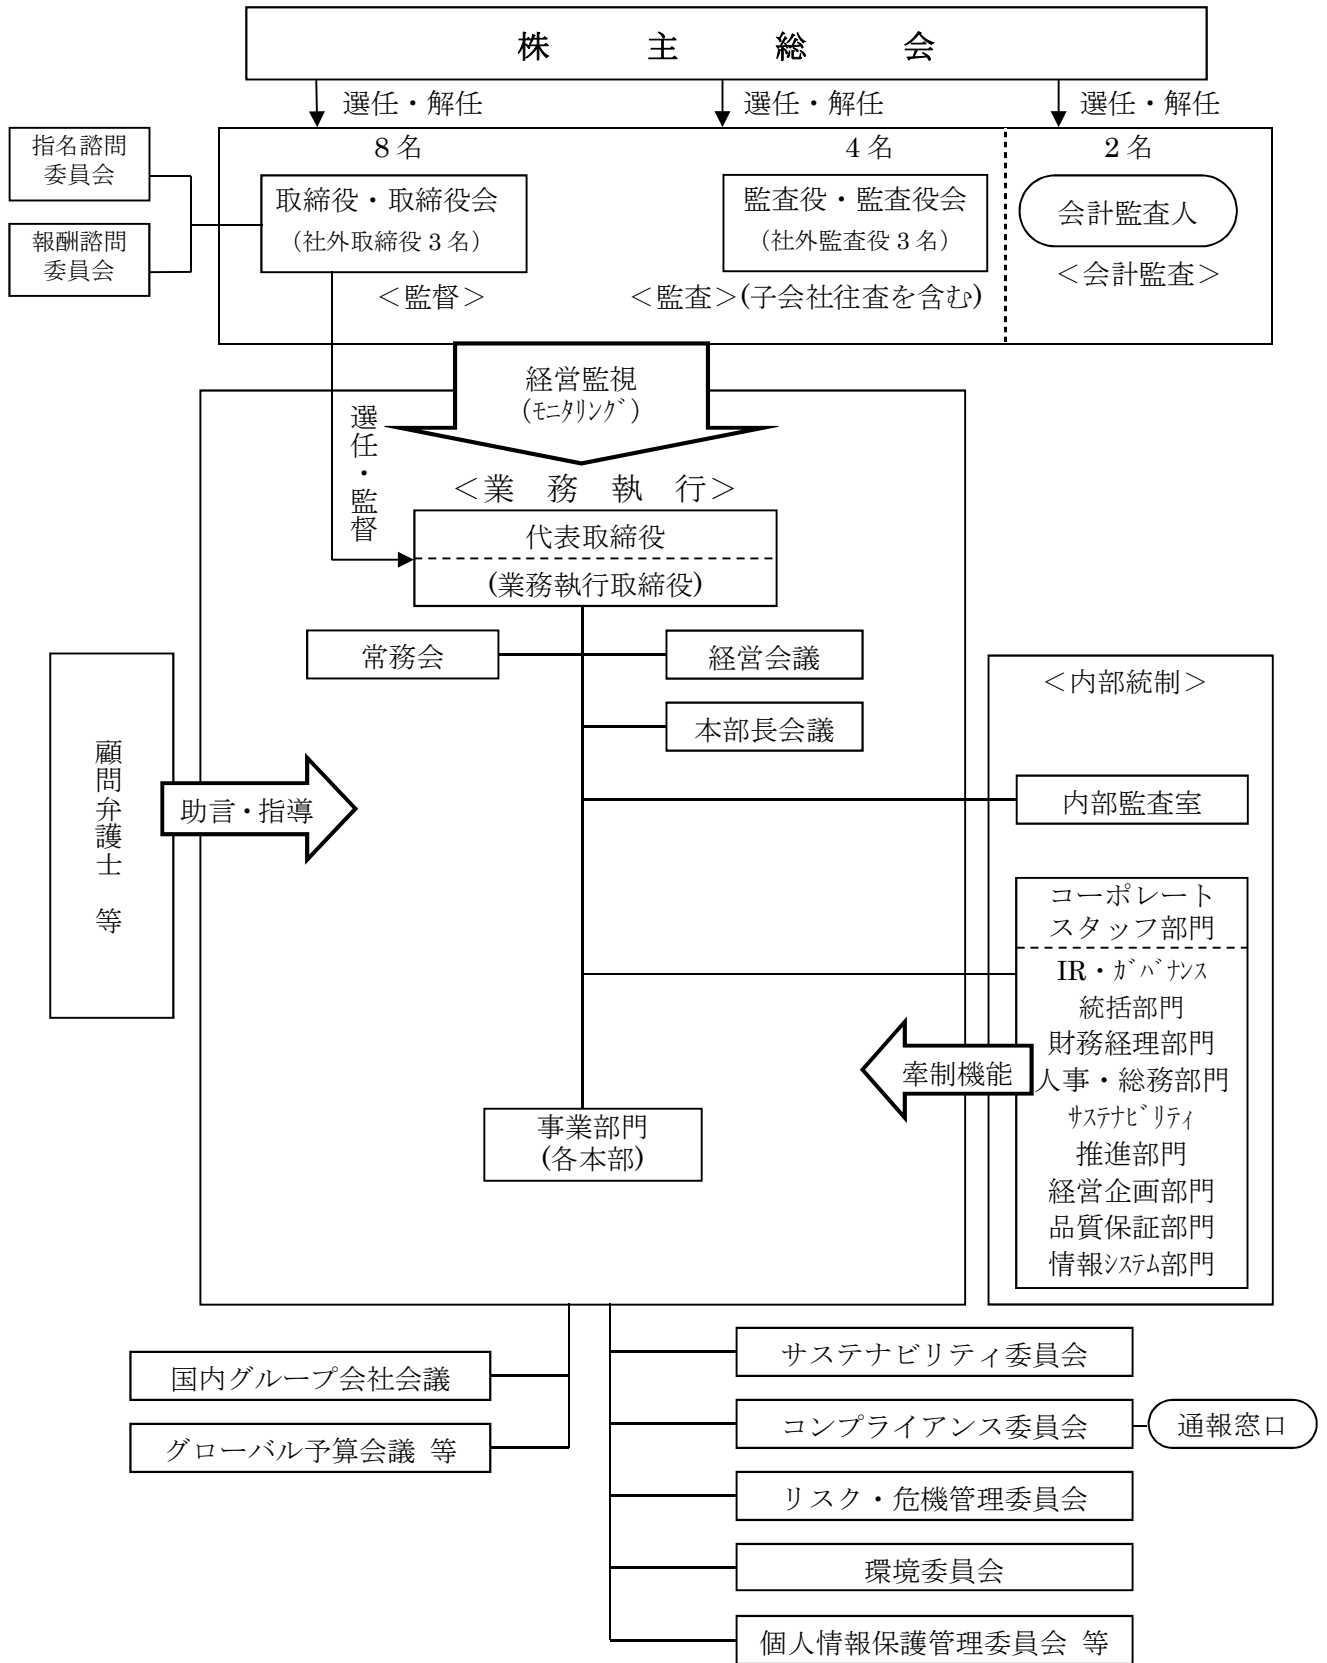 株主総会
選任・解任
選任・解任
選任・解任
指名諮問
委員会
報酬諮問
委員会
8名
取締役・取締役会
(社外取締役3名)
＜監督＞
4名
監査役・監査役会
(社外監査役3名)
＜監査＞(子会社往査を含む)
2名
会計監査人
＜会計監査＞
経営監視
(ﾓﾆﾀﾘﾝｸﾞ)
選任・監督
＜業務執行＞
代表取締役
(業務執行取締役)
常務会
経営会議
本部長会議
顧問弁護士 等
助言・指導
＜内部統制＞
内部監査室
コーポレート
スタッフ部門
IR・ｶﾞﾊﾞﾅﾝｽ
統括部門
財務経理部門
人事・総務部門
ｻｽﾃﾅﾋﾞﾘﾃｨ
推進部門
経営企画部門
品質保証部門
情報ｼｽﾃﾑ部門
牽制機能
事業部門
(各本部)
国内グループ会社会議
グローバル予算会議 等
サステナビリティ委員会
コンプライアンス委員会
通報窓口
リスク・危機管理委員会
環境委員会
個人情報保護管理委員会 等